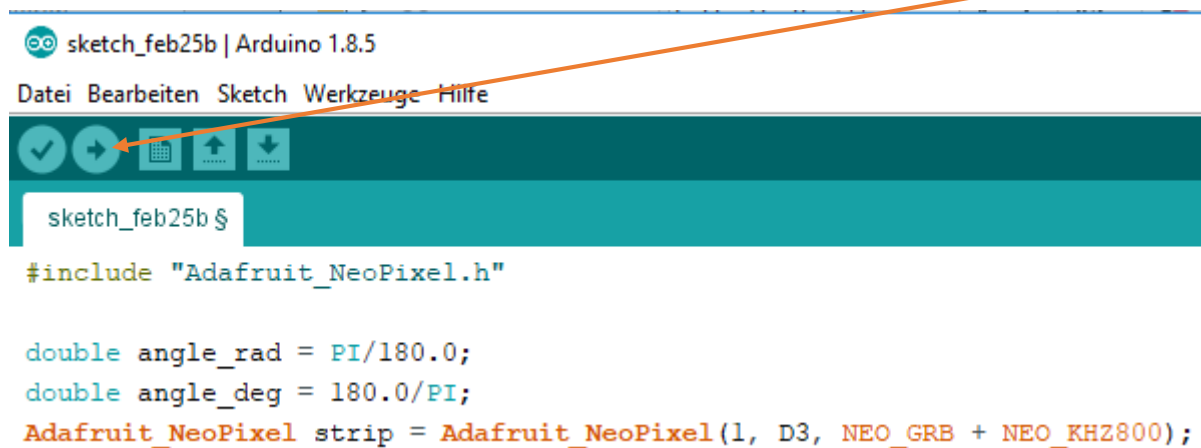 sketch_feb25b | Arduino 1.8.5
Datei Bearbeiten Sketch Werkzeuge Hilfe
sketch_feb25b §
#include "Adafruit_NeoPixel.h"
double angle_rad = PI/180.0;
double angle_deg = 180.0/PI;
Adafruit_NeoPixel strip = Adafruit_NeoPixel(1, D3, NEO_GRB + NEO_KHZ800);